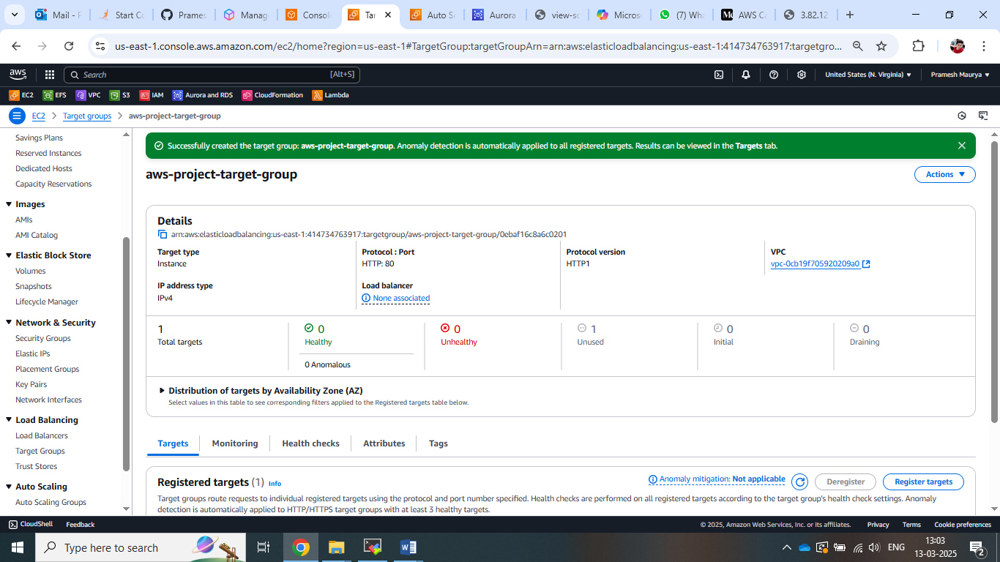 Mail - P
Start Co
Prames
Manag
Consol
Tar
Auto Sc
Aurora
view-sc
Micros
(7) Wha
AWS Ca
3.82.12
us-east-1.console.aws.amazon.com/ec2/home?region=us-east-1#TargetGroup:targetGroupArn=arn:aws:elasticloadbalancing:us-east-1:414734763917:targetgro...
aws
Search
[Alt+S]
United States (N. Virginia)
Pramesh Maurya
EC2
EFS
VPC
S3
IAM
Aurora and RDS
CloudFormation
Lambda
EC2
Target groups
aws-project-target-group
Savings Plans
Reserved Instances
Dedicated Hosts
Capacity Reservations
Images
AMIs
AMI Catalog
Elastic Block Store
Volumes
Snapshots
Lifecycle Manager
Network & Security
Security Groups
Elastic IPs
Placement Groups
Key Pairs
Network Interfaces
Load Balancing
Load Balancers
Target Groups
Trust Stores
Auto Scaling
Auto Scaling Groups
Successfully created the target group: aws-project-target-group. Anomaly detection is automatically applied to all registered targets. Results can be viewed in the Targets tab.
aws-project-target-group
Actions
Details
arn:aws:elasticloadbalancing:us-east-1:414734763917:targetgroup/aws-project-target-group/0ebaf16c8a6c0201
Target type
Instance
Protocol : Port
HTTP: 80
Protocol version
HTTP1
VPC
vpc-0cb19f705920209a0
IP address type
IPv4
Load balancer
None associated
1
Total targets
0
Healthy
0 Anomalous
0
Unhealthy
1
Unused
0
Initial
0
Draining
Distribution of targets by Availability Zone (AZ)
Select values in this table to see corresponding filters applied to the Registered targets table below.
Targets
Monitoring
Health checks
Attributes
Tags
Registered targets (1) Info
Anomaly mitigation: Not applicable
Deregister
Register targets
Target groups route requests to individual registered targets using the protocol and port number specified. Health checks are performed on all registered targets according to the target group's health check settings. Anomaly
detection is automatically applied to HTTP/HTTPS target groups with at least 3 healthy targets.
CloudShell
Feedback
© 2025, Amazon Web Services, Inc. or its affiliates.
Privacy
Terms
Cookie preferences
Type here to search
ENG
13:03
13-03-2025
2